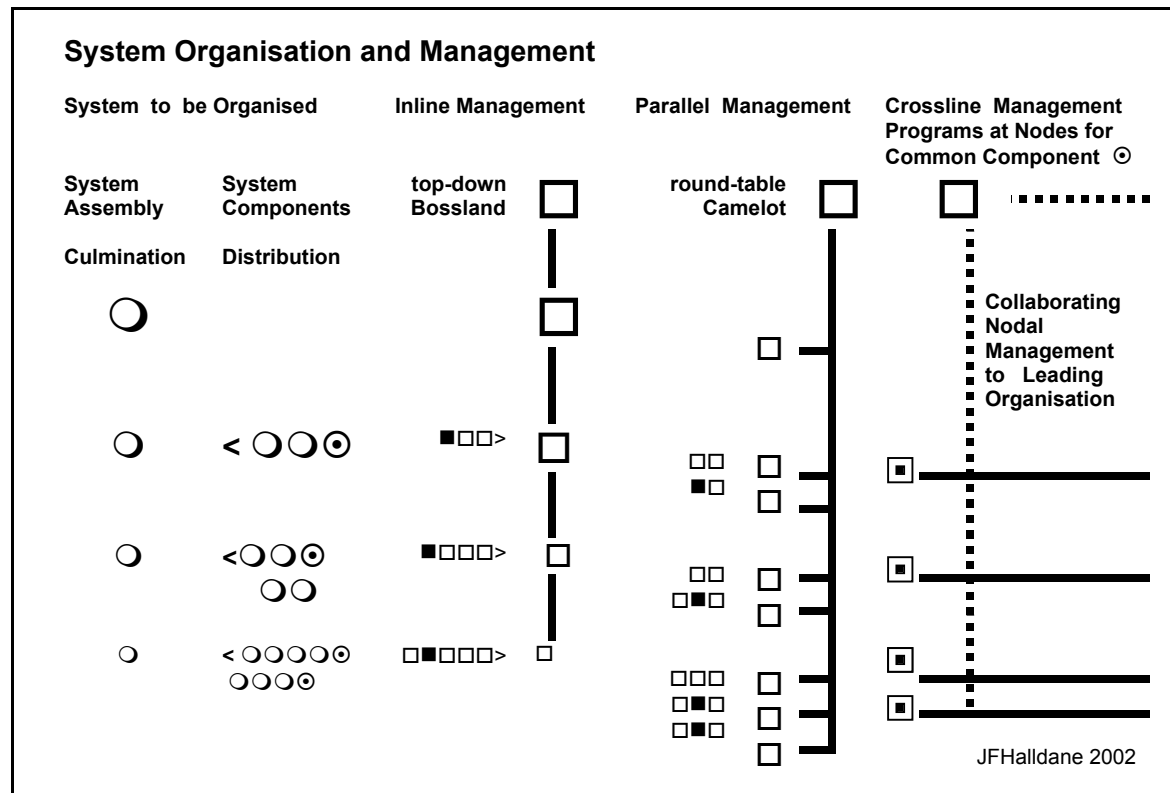 System Organisation and Management
System to be Organised
Inline Management
Parallel Management
Crossline Management
Programs at Nodes for
Common Component
System
Assembly
System
Components
top-down
Bossland
round-table
Camelot
Culmination
Distribution
Collaborating
Nodal
Management
to Leading
Organisation
JFHalldane 2002